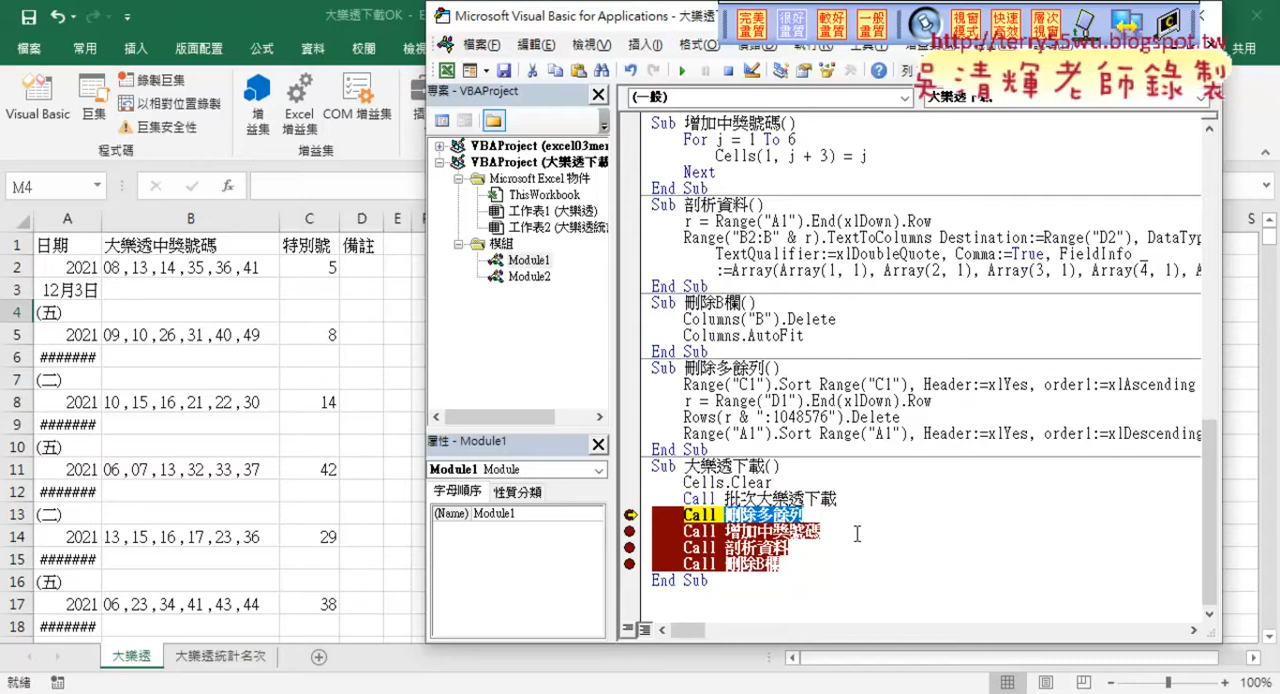 大樂透下載OK
檔案 常用 插入 版面配置 公式 資料 校閱
共用
Visual Basic
巨集
錄製巨集
以相對位置錄製
巨集安全性
程式碼
增益集
Excel 增益集
COM 增益集
增益集
M4
fx
A B C D E
S
1 日期 大樂透中獎號碼 特別號 備註
2 2021 08,13,14,35,36,41 5
3 12月3日
4 (五)
5 2021 09,10,26,31,40,49 8
6 #######
7 (二)
8 2021 10,15,16,21,22,30 14
9 #######
10 (五)
11 2021 06,07,13,32,33,37 42
12 #######
13 (二)
14 2021 13,15,16,17,23,36 29
15 #######
16 (五)
17 2021 06,23,34,41,43,44 38
18 #######
大樂透 大樂透統計名次
就緒
100%
Microsoft Visual Basic for Applications - 大樂透
檔案(F) 編輯(E) 檢視(V) 插入(I) 格式(O)
完美畫質 很好畫質 較好畫質 一般畫質 視窗模式 快速高效 層次視窗
http://terry55wu.blogspot.tw
吳清輝老師錄製
列
專案 - VBAProject
VBAProject (excel03mer
VBAProject (大樂透下載
Microsoft Excel 物件
ThisWorkbook
工作表1 (大樂透)
工作表2 (大樂透統
模組
Module1
Module2
屬性 - Module1
Module1 Module
字母順序 性質分類
(Name) Module1
(一般)
大樂透下載
Sub 增加中獎號碼()
For j = 1 To 6
Cells(1, j + 3) = j
Next
End Sub
Sub 剖析資料()
r = Range("A1").End(xlDown).Row
Range("B2:B" & r).TextToColumns Destination:=Range("D2"), DataTyp
TextQualifier:=xlDoubleQuote, Comma:=True, FieldInfo _
:=Array(Array(1, 1), Array(2, 1), Array(3, 1), Array(4, 1), A
End Sub
Sub 刪除B欄()
Columns("B").Delete
Columns.AutoFit
End Sub
Sub 刪除多餘列()
Range("C1").Sort Range("C1"), Header:=xlYes, order1:=xlAscending
r = Range("D1").End(xlDown).Row
Rows(r & ":1048576").Delete
Range("A1").Sort Range("A1"), Header:=xlYes, order1:=xlDescending
End Sub
Sub 大樂透下載()
Cells.Clear
Call 批次大樂透下載
Call 刪除多餘列
Call 增加中獎號碼
Call 剖析資料
Call 刪除B欄
End Sub